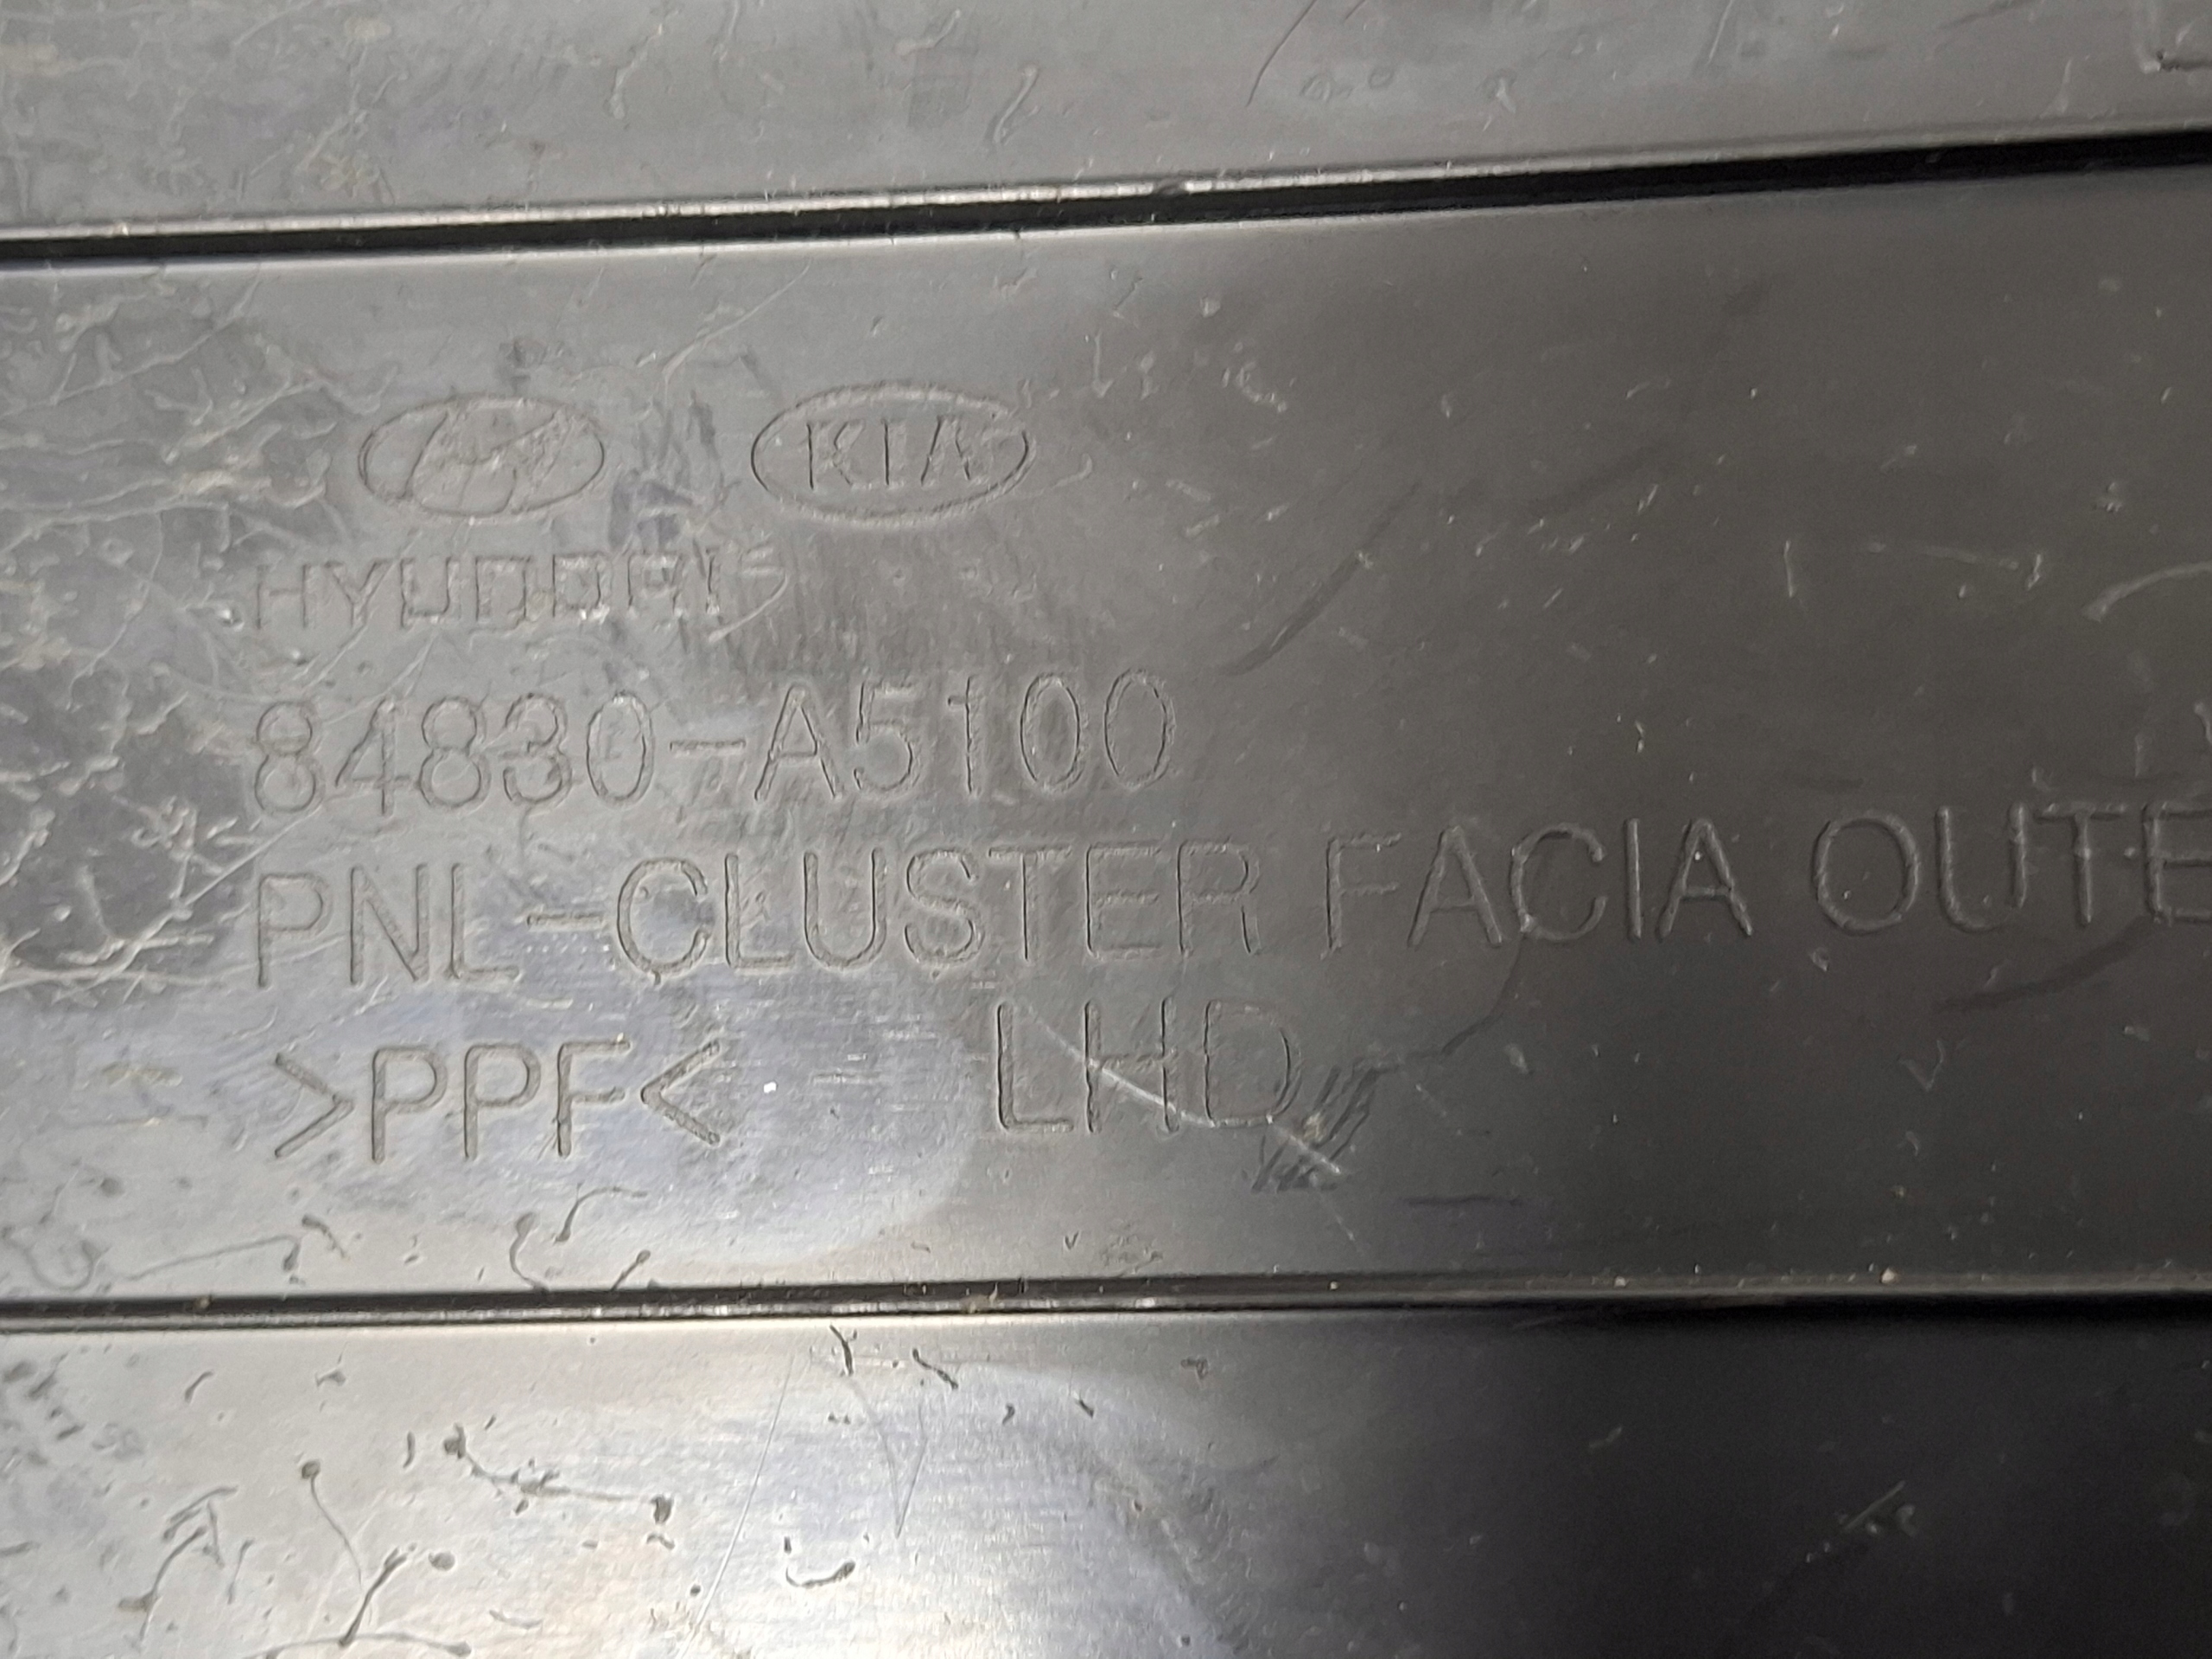 KIA
HYUNDAI
84830-A5100
PNL-CLUSTER FACIA OUTE
>PPF< LHD